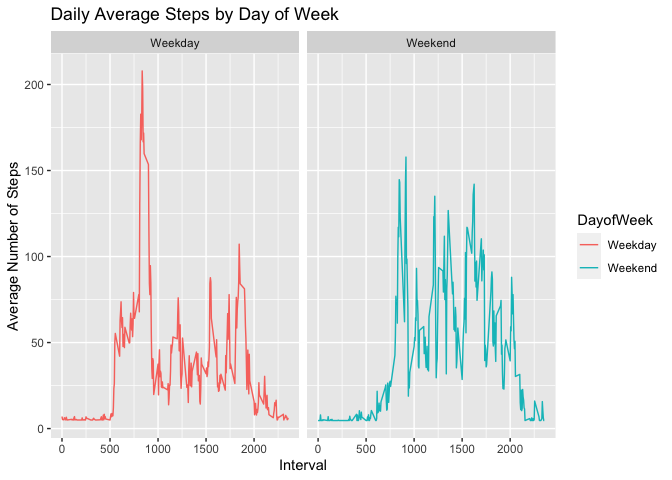 Daily Average Steps by Day of Week
Weekday
Weekend
Average Number of Steps
200
150
100
50
0
0 500 1000 1500 2000
0 500 1000 1500 2000
Interval
DayofWeek
Weekday
Weekend